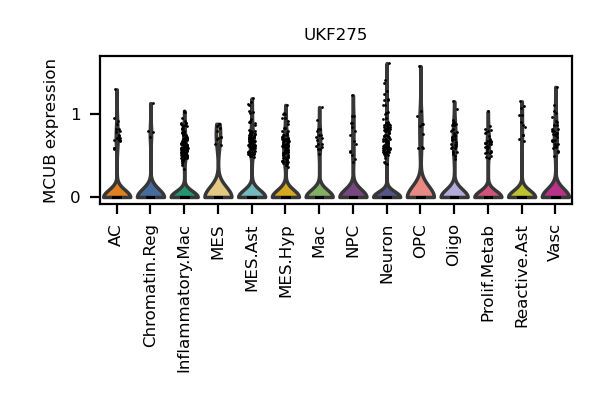 UKF275
MCUB expression
1
0
AC
Chromatin.Reg
Inflammatory.Mac
MES
MES.Ast
MES.Hyp
Mac
NPC
Neuron
OPC
Oligo
Prolif.Metab
Reactive.Ast
Vasc